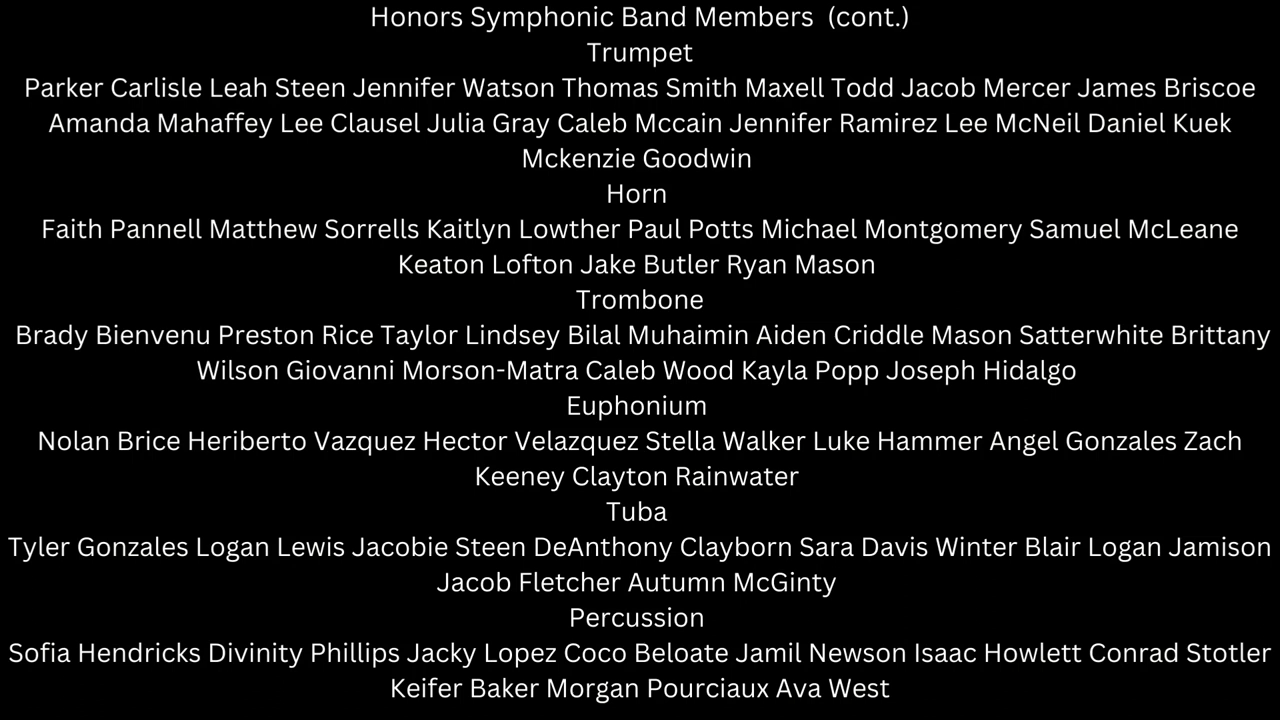 Honors Symphonic Band Members (cont.)
Trumpet
Parker Carlisle Leah Steen Jennifer Watson Thomas Smith Maxell Todd Jacob Mercer James Briscoe
Amanda Mahaffey Lee Clausel Julia Gray Caleb Mccain Jennifer Ramirez Lee McNeil Daniel Kuek
Mckenzie Goodwin
Horn
Faith Pannell Matthew Sorrells Kaitlyn Lowther Paul Potts Michael Montgomery Samuel McLeane
Keaton Lofton Jake Butler Ryan Mason
Trombone
Brady Bienvenu Preston Rice Taylor Lindsey Bilal Muhaimin Aiden Criddle Mason Satterwhite Brittany
Wilson Giovanni Morson-Matra Caleb Wood Kayla Popp Joseph Hidalgo
Euphonium
Nolan Brice Heriberto Vazquez Hector Velazquez Stella Walker Luke Hammer Angel Gonzales Zach
Keeney Clayton Rainwater
Tuba
Tyler Gonzales Logan Lewis Jacobie Steen DeAnthony Clayborn Sara Davis Winter Blair Logan Jamison
Jacob Fletcher Autumn McGinty
Percussion
Sofia Hendricks Divinity Phillips Jacky Lopez Coco Beloate Jamil Newson Isaac Howlett Conrad Stotler
Keifer Baker Morgan Pourciaux Ava West